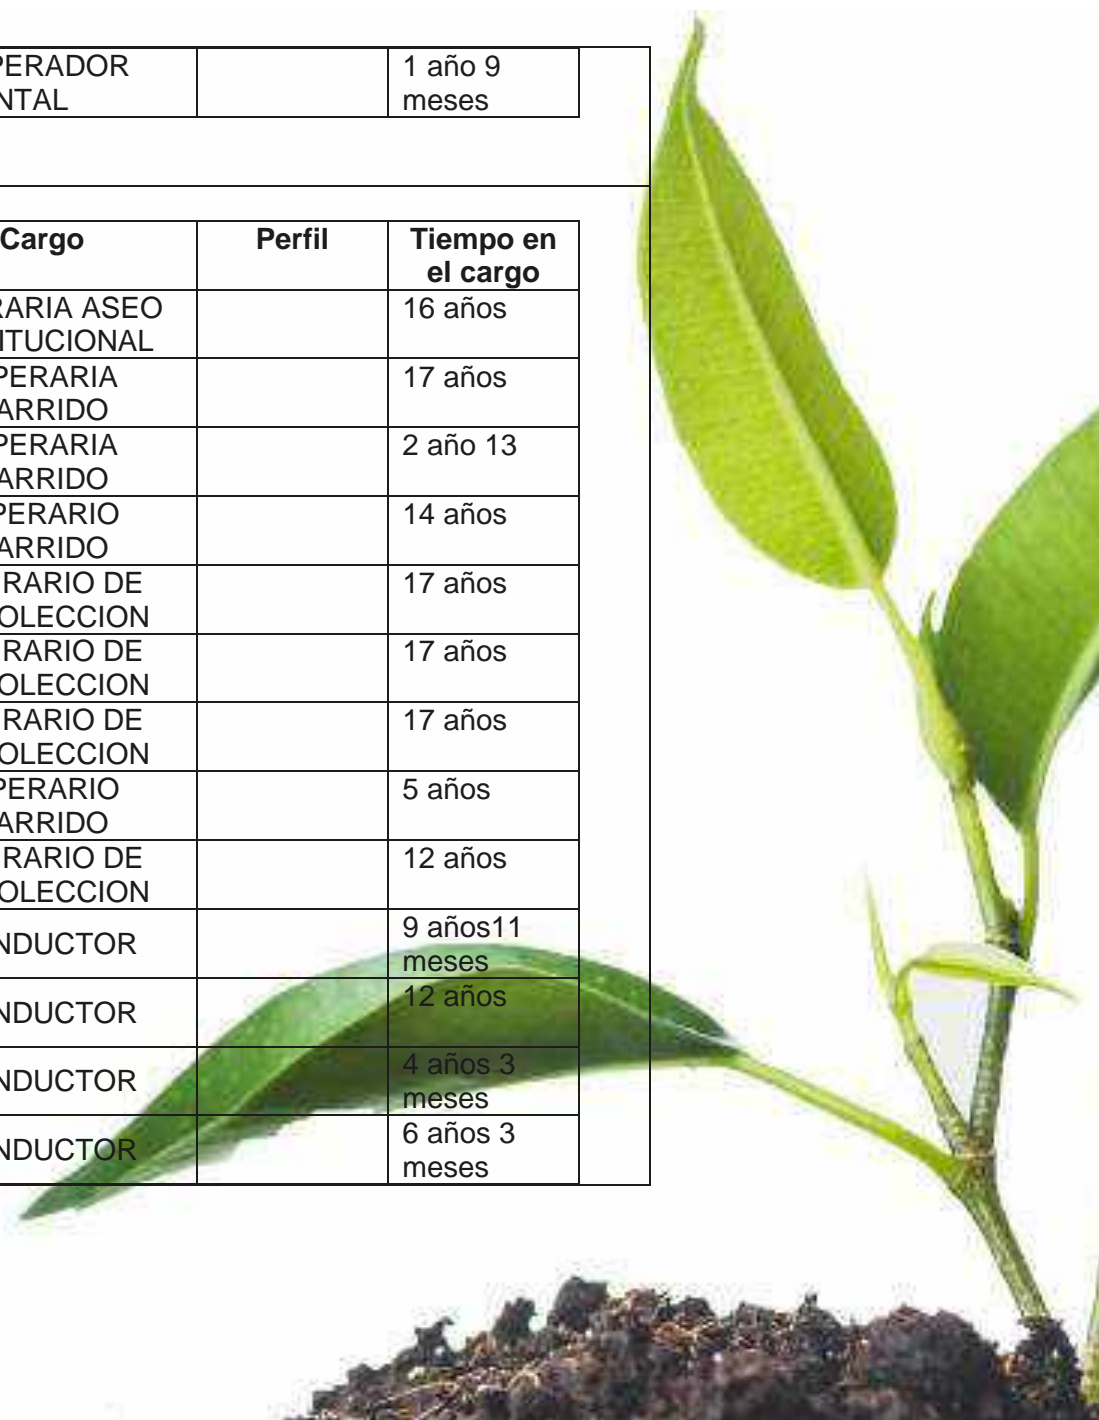 PERADOR 1 año 9
NTAL meses
Cargo Perfil Tiempo en
el cargo
RARIA ASEO 16 años
ITUCIONAL
PERARIA 17 años
ARRIDO
PERARIA 2 año 13
ARRIDO
PERARIO 14 años
ARRIDO
RARIO DE 17 años
OLECCION
RARIO DE 17 años
OLECCION
RARIO DE 17 años
OLECCION
PERARIO 5 años
ARRIDO
RARIO DE 12 años
OLECCION
NDUCTOR 9 años11
meses
NDUCTOR 12 años
NDUCTOR 4 años 3
meses
NDUCTOR 6 años 3
meses